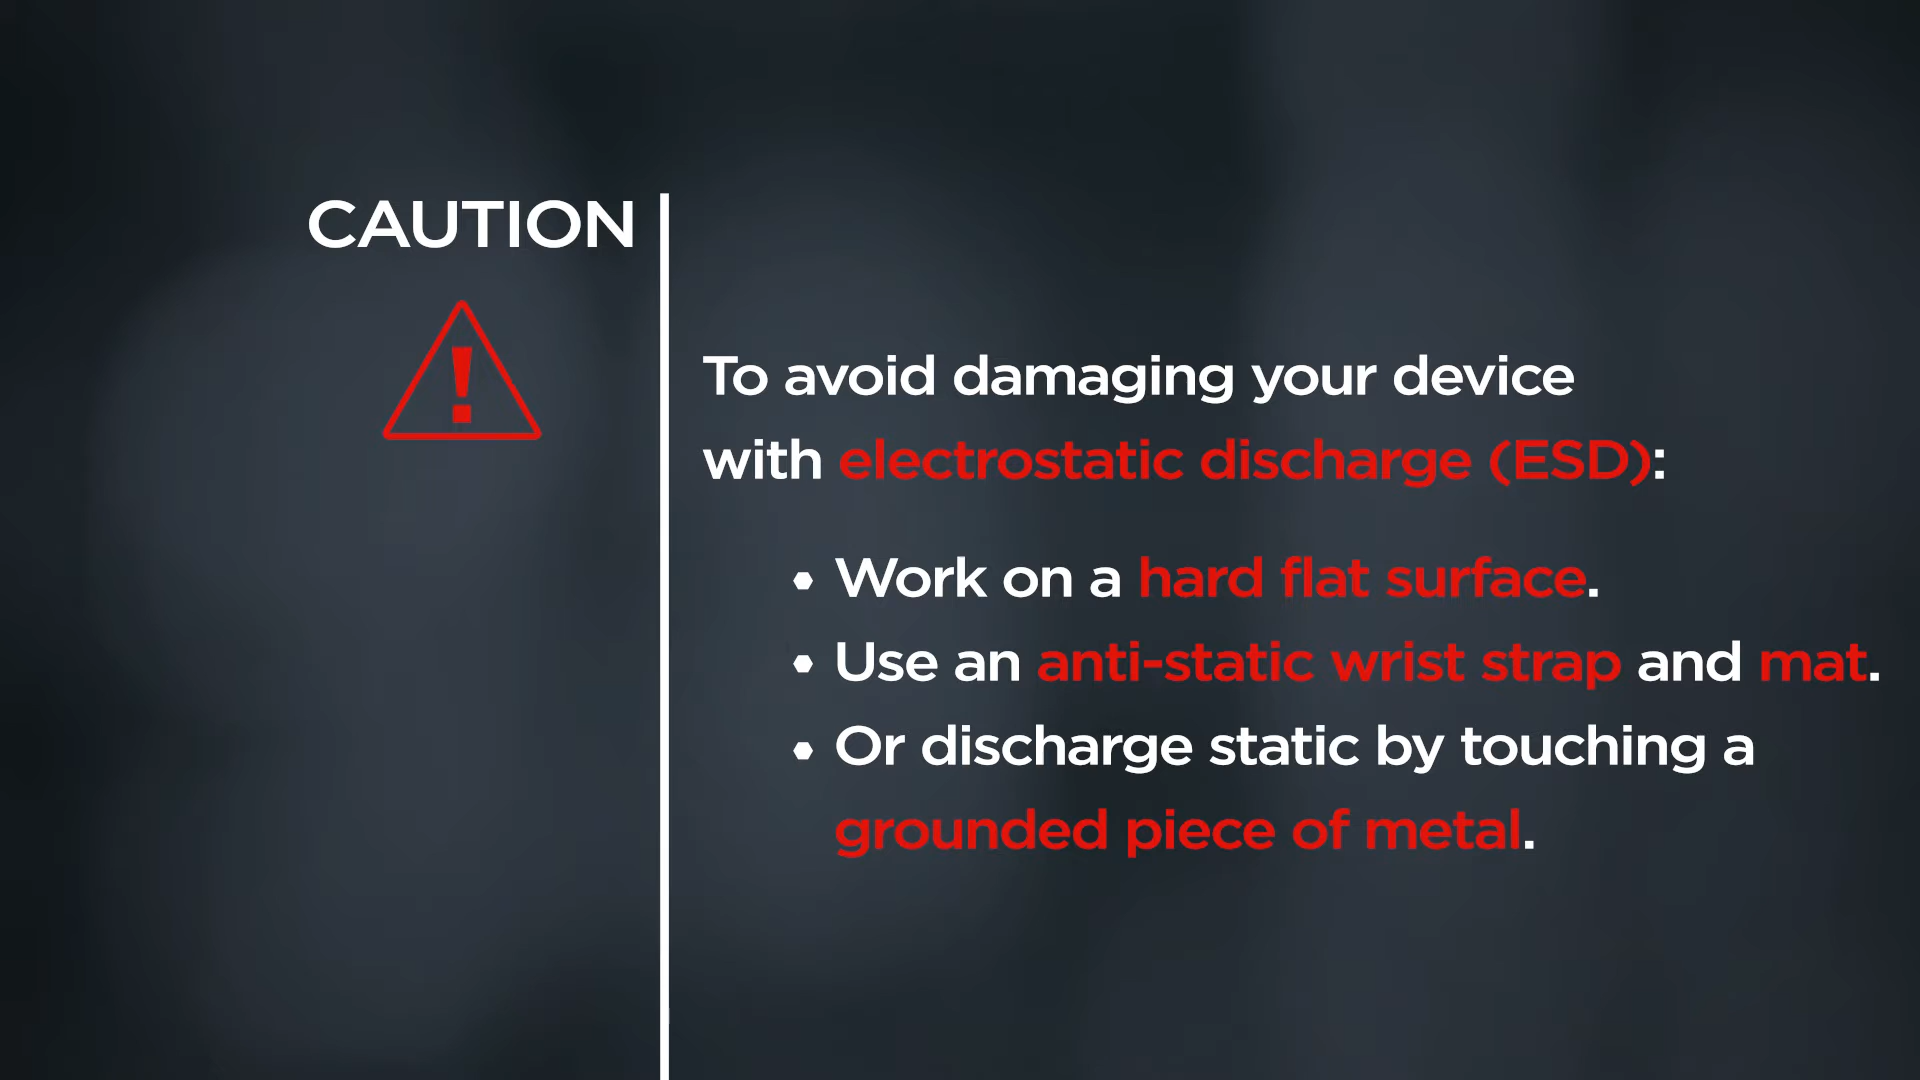 CAUTION
!
To avoid damaging your device
with electrostatic discharge (ESD):
• Work on a hard flat surface.
• Use an anti-static wrist strap and mat.
• Or discharge static by touching a
grounded piece of metal.